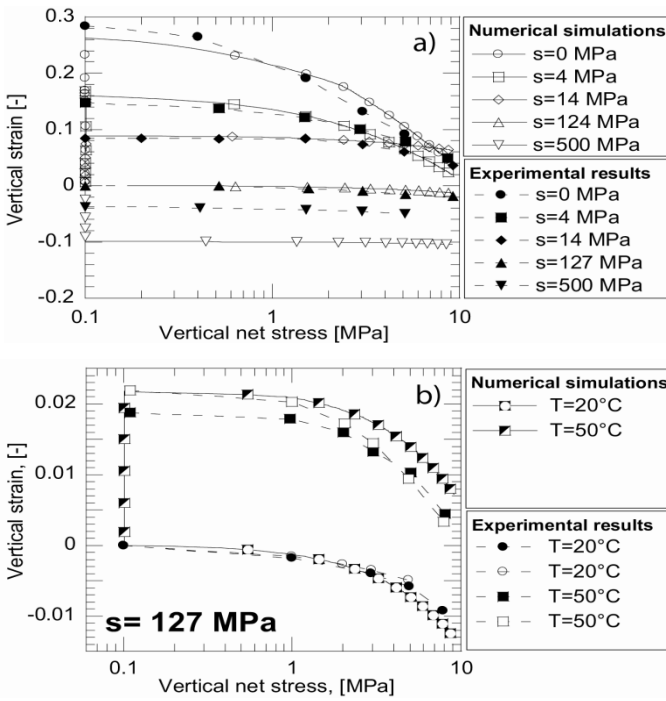 a)
0.3
0.2
0.1
0
-0.1
-0.2
Vertical strain [-]
0.1
1
10
Vertical net stress [MPa]
Numerical simulations
s=0 MPa
s=4 MPa
s=14 MPa
s=124 MPa
s=500 MPa
Experimental results
s=0 MPa
s=4 MPa
s=14 MPa
s=127 MPa
s=500 MPa
b)
0.02
0.01
0
-0.01
Vertical strain, [-]
s= 127 MPa
0.1
1
10
Vertical net stress, [MPa]
Numerical simulations
T=20°C
T=50°C
Experimental results
T=20°C
T=20°C
T=50°C
T=50°C